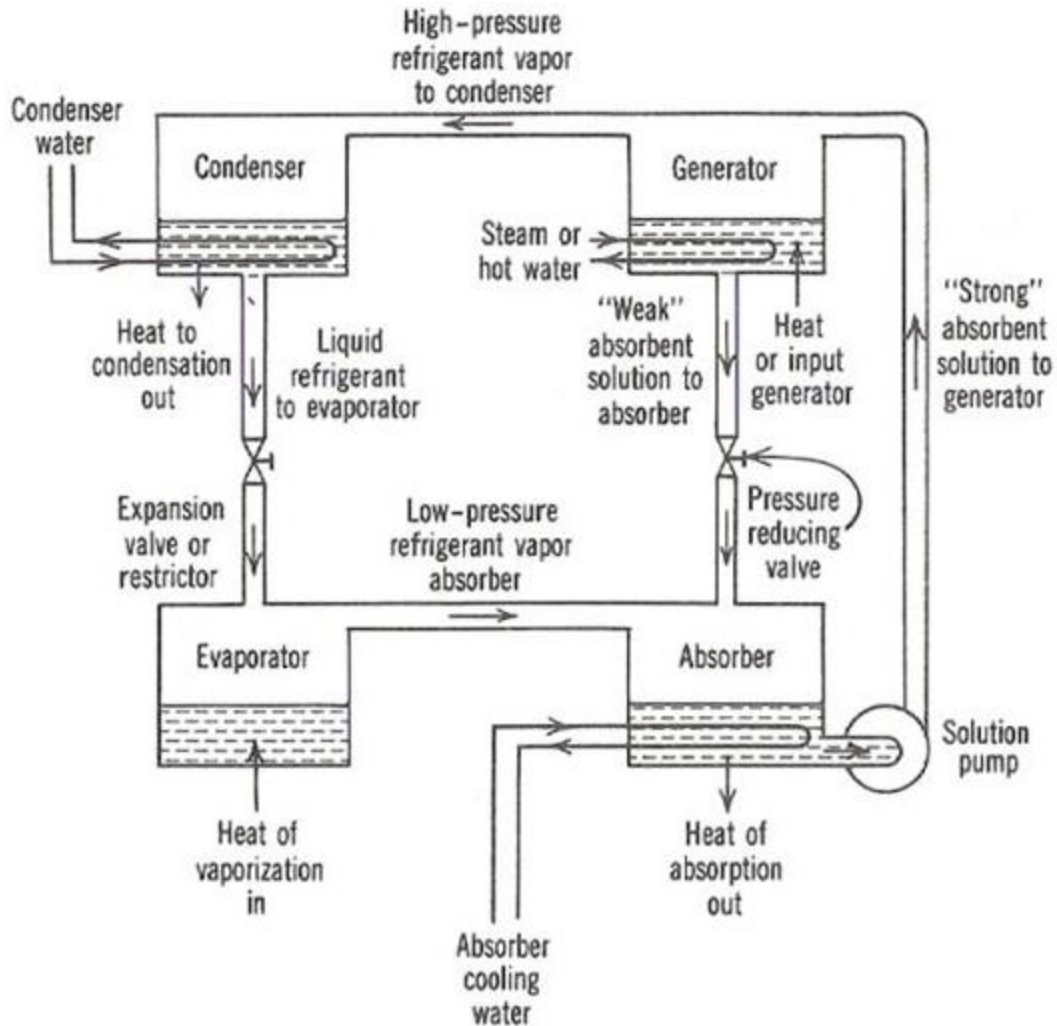 High-pressure
refrigerant vapor
to condenser
Condenser
water
Condenser
Generator
Steam or
hot water
Heat to
condensation
out
Liquid
refrigerant
to evaporator
"Weak"
absorbent
solution to
absorber
Heat
or input
generator
"Strong"
absorbent
solution to
generator
Expansion
valve or
restrictor
Low-pressure
refrigerant vapor
absorber
Pressure
reducing
valve
Evaporator
Absorber
Solution
pump
Heat of
vaporization
in
Heat of
absorption
out
Absorber
cooling
water